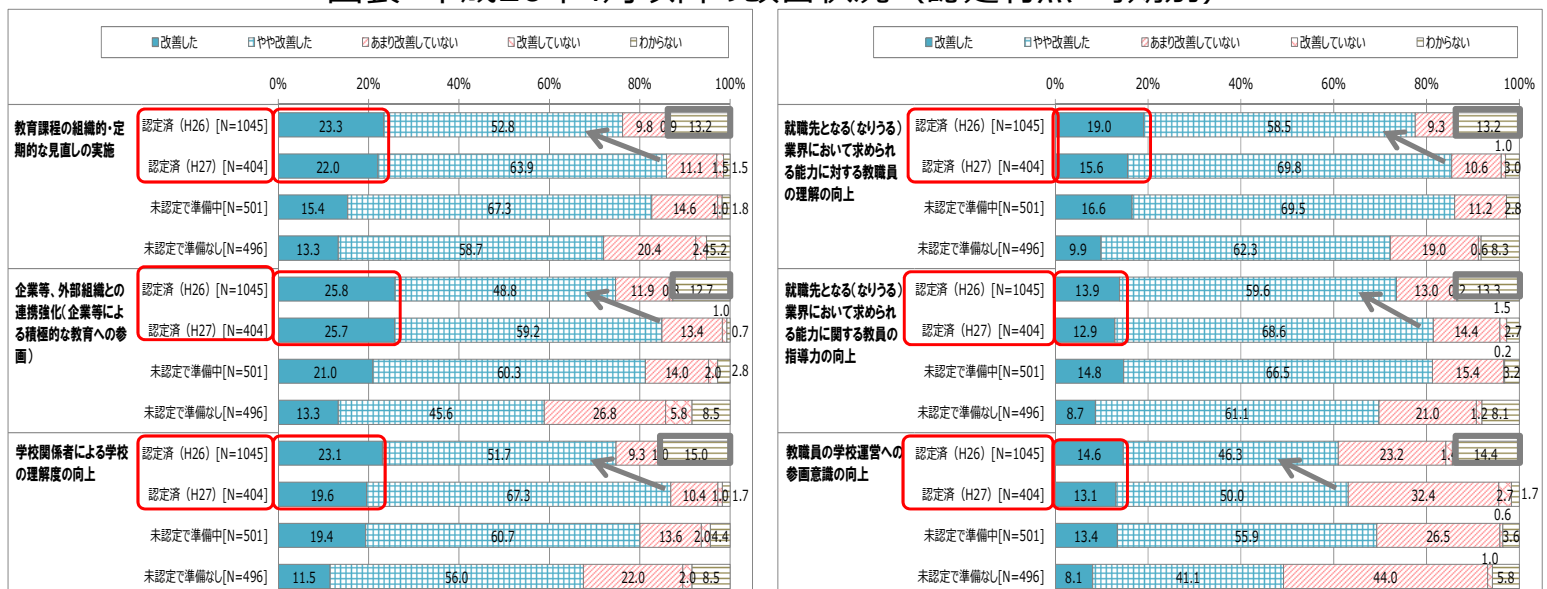 改善した やや改善した あまり改善していない 改善していない わからない
0% 20% 40% 60% 80% 100%
教育課程の組織的・定
期的な見直しの実施
認定済（H26）[N=1045] 23.3 52.8 9.8 0.9 13.2
認定済（H27）[N=404] 22.0 63.9 11.1 1.5 1.5
未認定で準備中[N=501] 15.4 67.3 14.6 1.0 1.8
未認定で準備なし[N=496] 13.3 58.7 20.4 2.4 5.2
企業等、外部組織との
連携強化（企業等によ
る積極的な教育への参
画）
認定済（H26）[N=1045] 25.8 48.8 11.9 12.7
認定済（H27）[N=404] 25.7 59.2 13.4 1.0 0.7
未認定で準備中[N=501] 21.0 60.3 14.0 2.0 2.8
未認定で準備なし[N=496] 13.3 45.6 26.8 5.8 8.5
学校関係者による学校
の理解度の向上
認定済（H26）[N=1045] 23.1 51.7 9.3 1.0 15.0
認定済（H27）[N=404] 19.6 67.3 10.4 1.0 1.7
未認定で準備中[N=501] 19.4 60.7 13.6 2.0 4.4
未認定で準備なし[N=496] 11.5 56.0 22.0 2.0 8.5
改善した やや改善した あまり改善していない 改善していない わからない
0% 20% 40% 60% 80% 100%
就職先となる（なりうる）
業界において求められ
る能力に対する教職員
の理解の向上
認定済（H26）[N=1045] 19.0 58.5 9.3 13.2
認定済（H27）[N=404] 15.6 69.8 10.6 1.0 3.0
未認定で準備中[N=501] 16.6 69.5 11.2 2.8
未認定で準備なし[N=496] 9.9 62.3 19.0 0.6 8.3
就職先となる（なりうる）
業界において求められ
る能力に関する教員の
指導力の向上
認定済（H26）[N=1045] 13.9 59.6 13.0 0.2 13.3
認定済（H27）[N=404] 12.9 68.6 14.4 1.5 2.7
未認定で準備中[N=501] 14.8 66.5 15.4 0.2 3.2
未認定で準備なし[N=496] 8.7 61.1 21.0 1.2 8.1
教職員の学校運営への
参画意識の向上
認定済（H26）[N=1045] 14.6 46.3 23.2 14.4
認定済（H27）[N=404] 13.1 50.0 32.4 2.7 1.7
未認定で準備中[N=501] 13.4 55.9 26.5 0.6 3.6
未認定で準備なし[N=496] 8.1 41.1 44.0 1.0 5.8